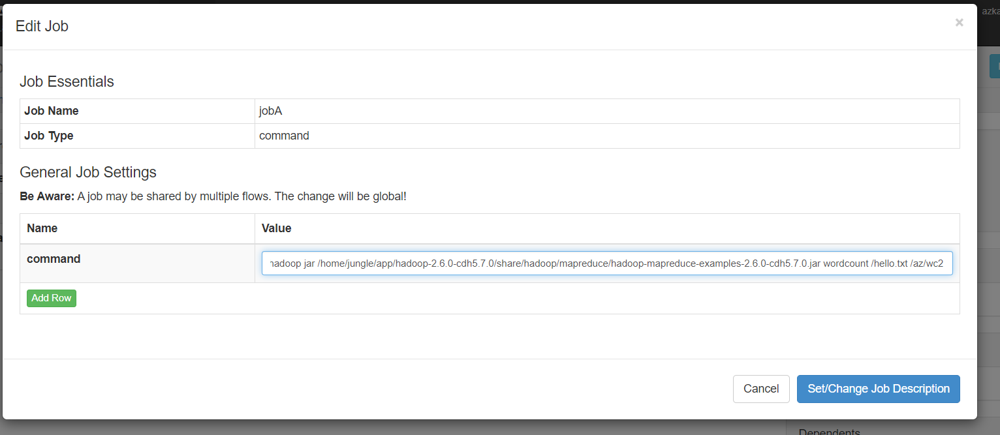 azka
Edit Job
×
Job Essentials
Job Name jobA
Job Type command
General Job Settings
Be Aware: A job may be shared by multiple flows. The change will be global!
Name Value
command hadoop jar /home/jungle/app/hadoop-2.6.0-cdh5.7.0/share/hadoop/mapreduce/hadoop-mapreduce-examples-2.6.0-cdh5.7.0.jar wordcount /hello.txt /az/wc2
Add Row
Cancel Set/Change Job Description
Dependents